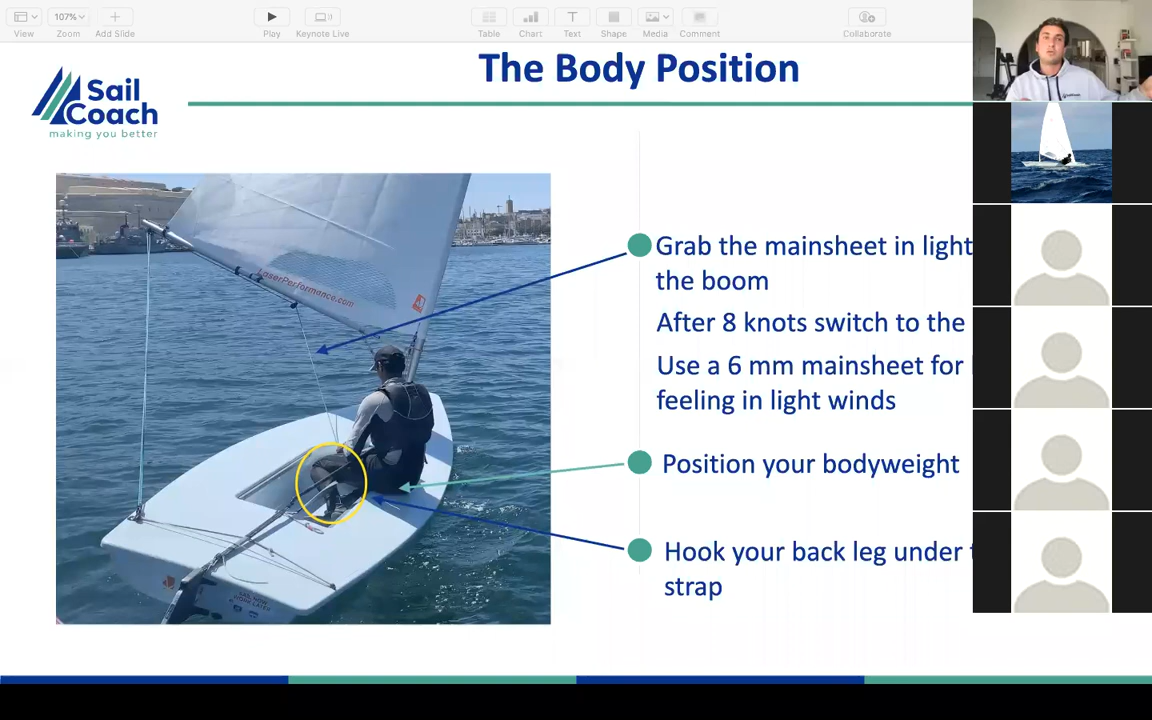 107%
View
Zoom
Add Slide
Play
Keynote Live
Table
Chart
Text
Shape
Media
Comment
Collaborate
The Body Position
Sail
Coach
making you better
Grab the mainsheet in light
the boom
After 8 knots switch to the
Use a 6 mm mainsheet for
feeling in light winds
Position your bodyweight
Hook your back leg under
strap
LaserPerformance.com